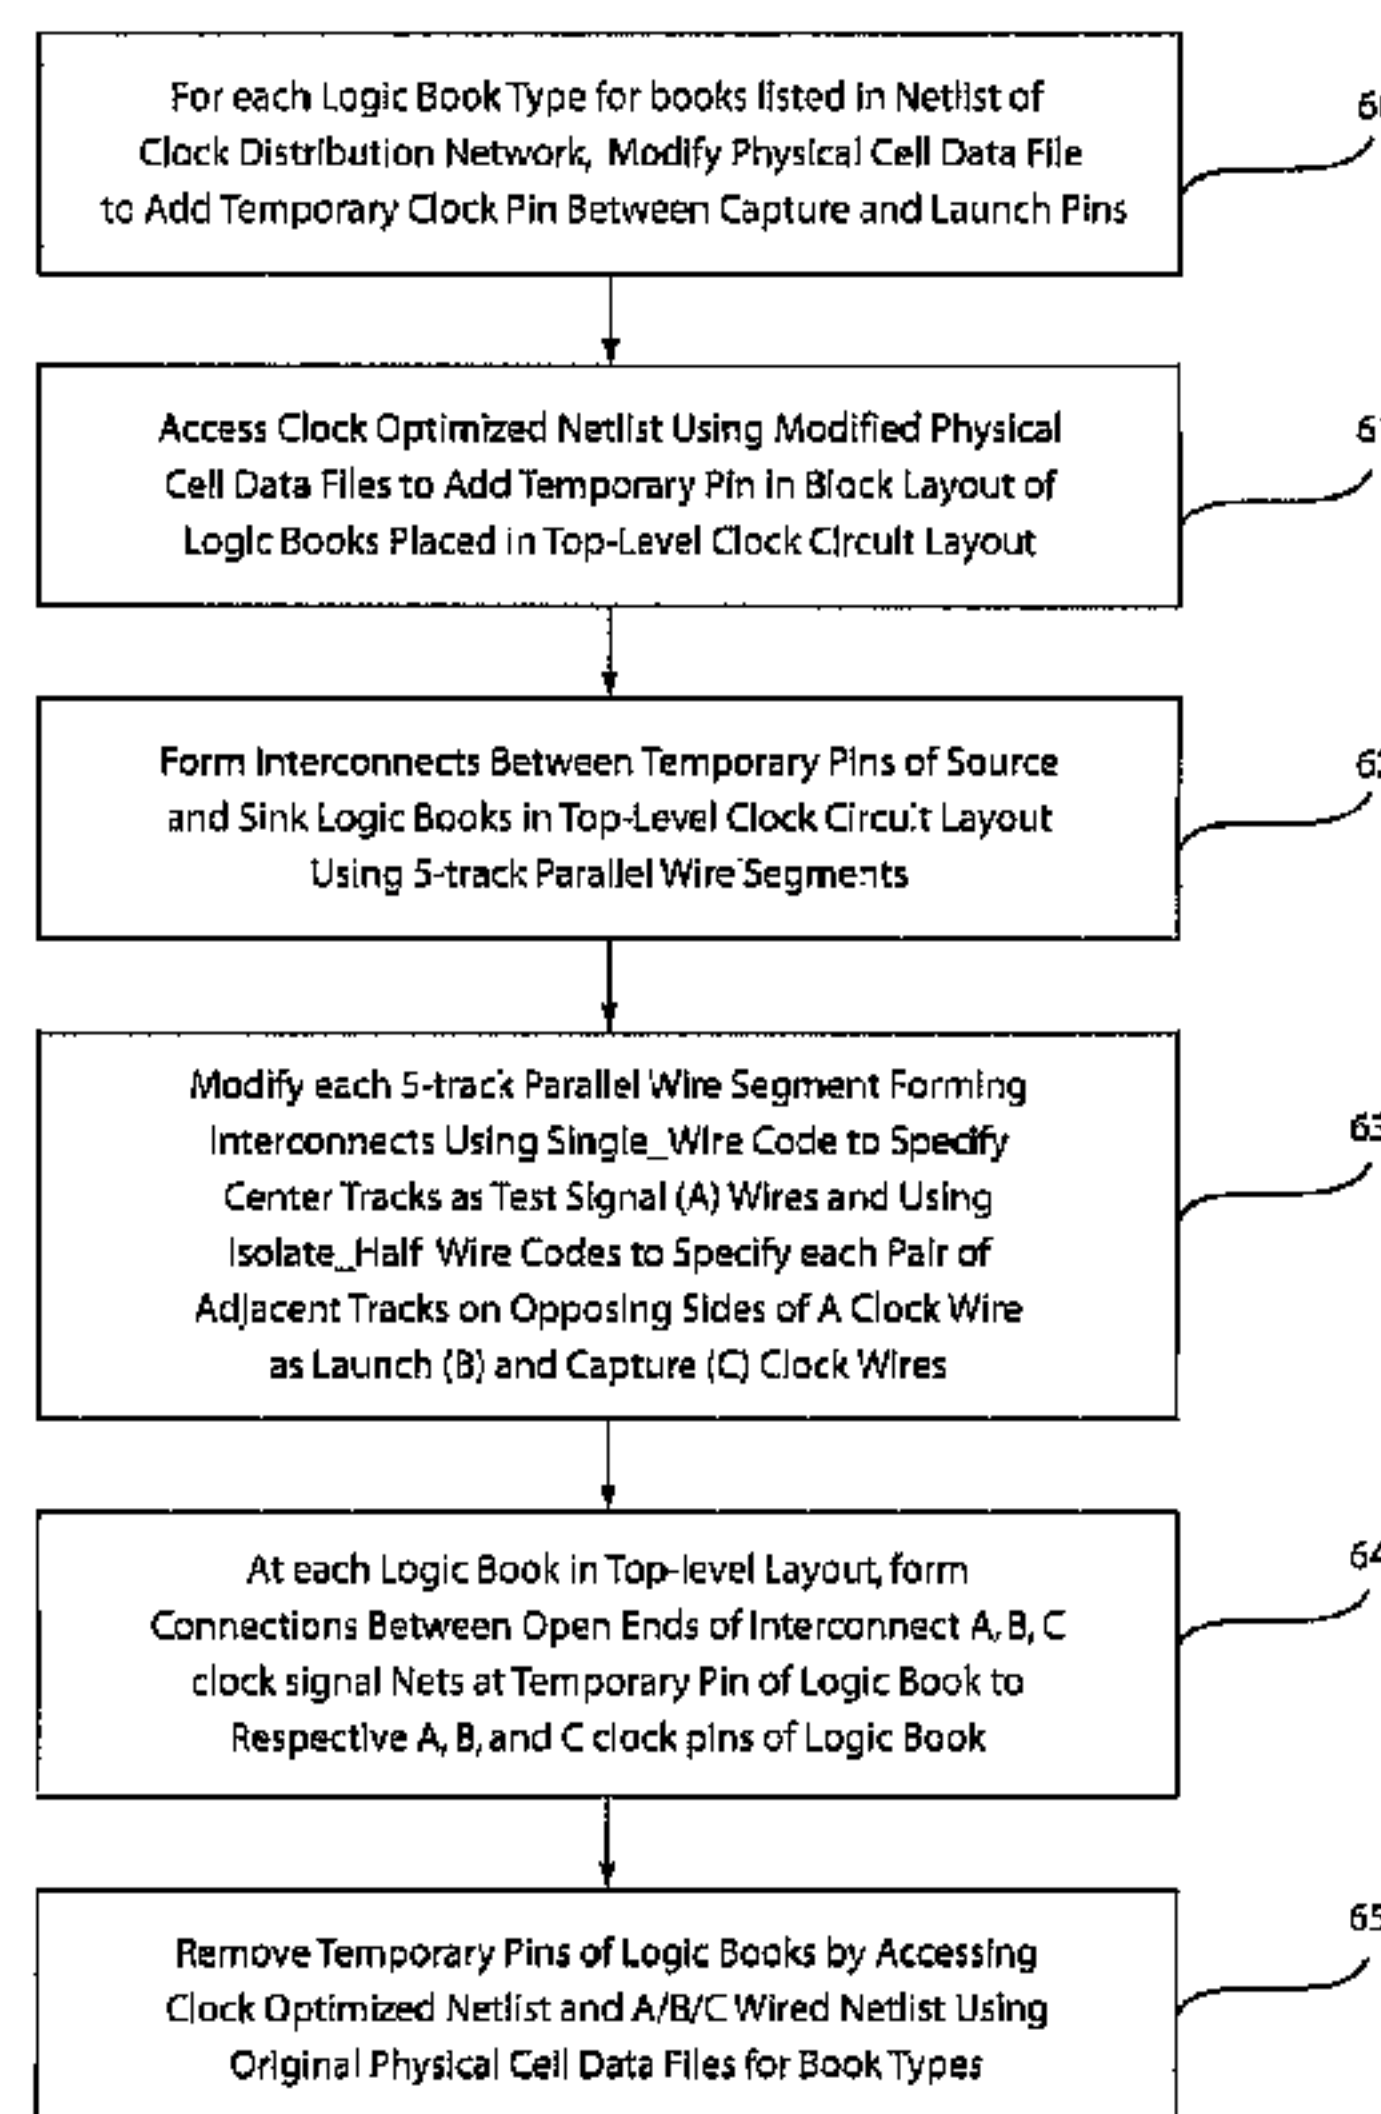 For each Logic Book Type for books listed in Netlist of
Clock Distribution Network, Modify Physical Cell Data File
to Add Temporary Clock Pin Between Capture and Launch Pins
60
Access Clock Optimized Netlist Using Modified Physical
Cell Data Files to Add Temporary Pin in Block Layout of
Logic Books Placed in Top-Level Clock Circuit Layout
61
Form Interconnects Between Temporary Pins of Source
and Sink Logic Books in Top-Level Clock Circuit Layout
Using 5-track Parallel Wire Segments
62
Modify each 5-track Parallel Wire Segment Forming
Interconnects Using Single_Wire Code to Specify
Center Tracks as Test Signal (A) Wires and Using
Isolate_Half Wire Codes to Specify each Pair of
Adjacent Tracks on Opposing Sides of A Clock Wire
as Launch (B) and Capture (C) Clock Wires
63
At each Logic Book in Top-level Layout, form
Connections Between Open Ends of Interconnect A, B, C
clock signal Nets at Temporary Pin of Logic Book to
Respective A, B, and C clock pins of Logic Book
64
Remove Temporary Pins of Logic Books by Accessing
Clock Optimized Netlist and A/B/C Wired Netlist Using
Original Physical Cell Data Files for Book Types
65